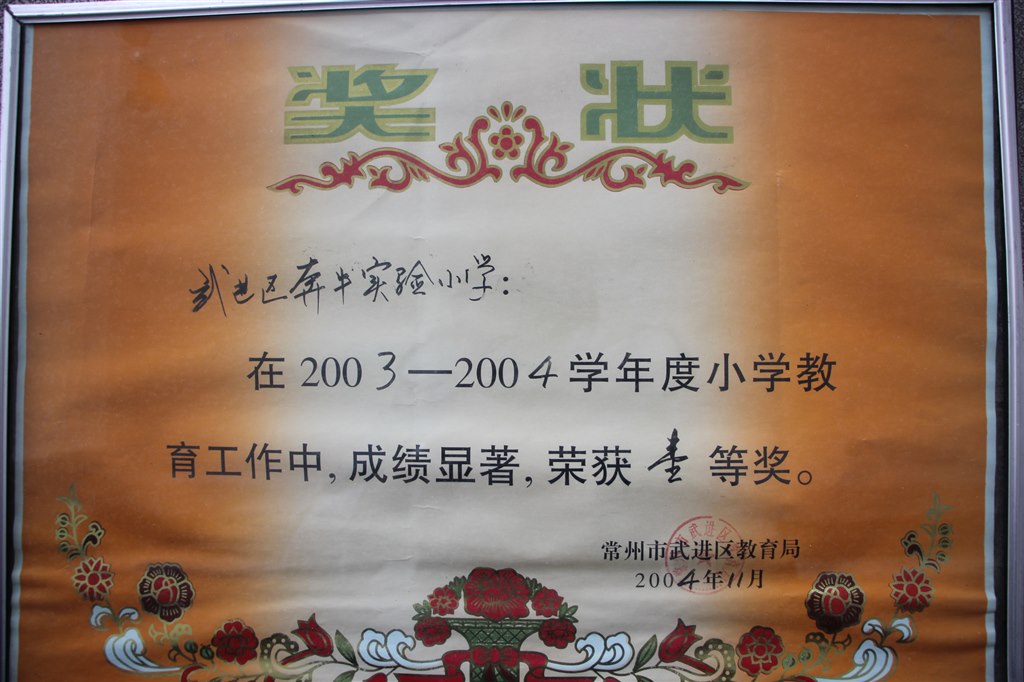 奖 状
武进区奔牛实验小学:
在2003—2004学年度小学教
育工作中,成绩显著,荣获壹等奖。
常州市武进区教育局
2004年11月